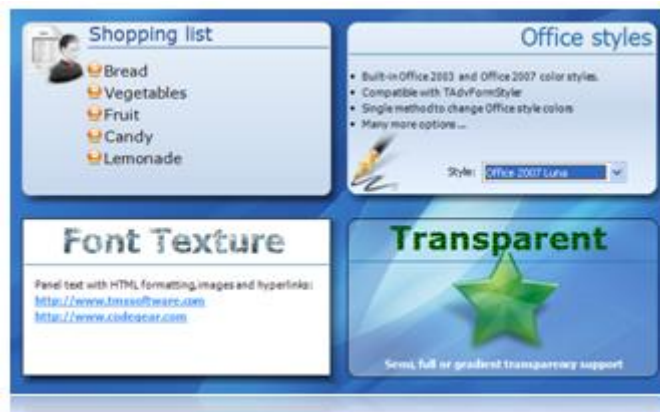 Shopping list
Bread
Vegetables
Fruit
Candy
Lemonade
Office styles
Built-in Office 2003 and Office 2007 color styles.
Compatible with TAdvFormStyler
Single method to change Office style colors
Many more options...
Style: Office 2007 Luna
Font Texture
Panel text with HTML formatting, images and hyperlinks:
http://www.tmssoftware.com
http://www.codegear.com
Transparent
Semi, full or gradient transparency support